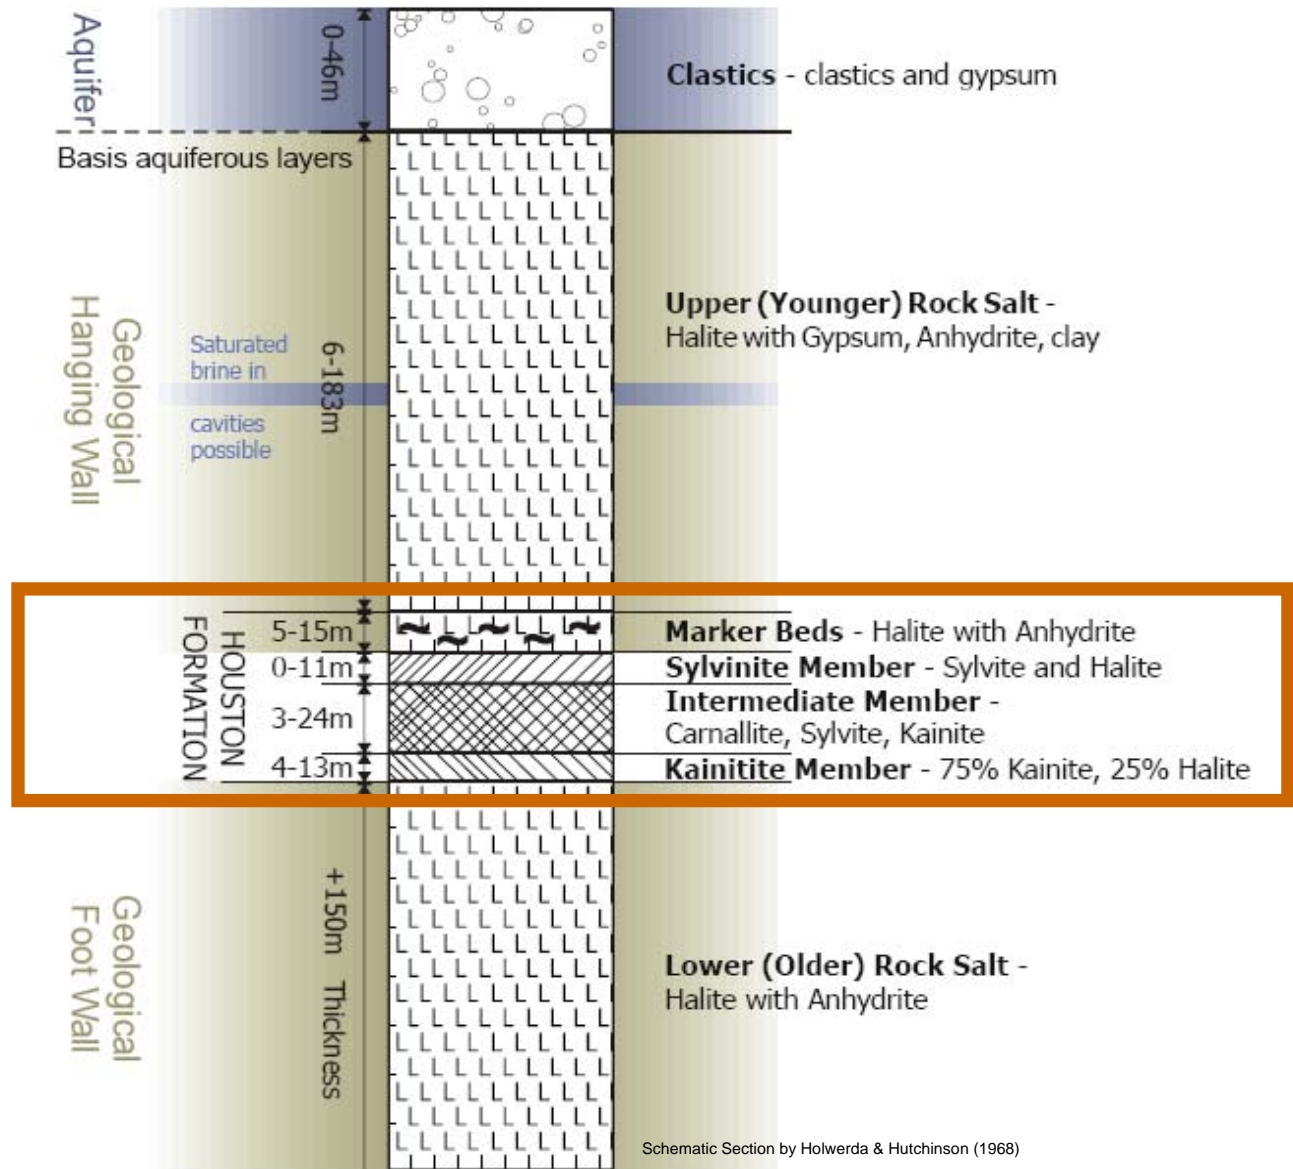 Aquifer
0-46m
Clastics - clastics and gypsum
Basis aquiferous layers
Geological
Hanging Wall
Saturated
brine in
cavities
possible
6-183m
Upper (Younger) Rock Salt -
Halite with Gypsum, Anhydrite, clay
HOUSTON
FORMATION
5-15m
Marker Beds - Halite with Anhydrite
0-11m
Sylvinite Member - Sylvite and Halite
3-24m
Intermediate Member -
Carnallite, Sylvite, Kainite
4-13m
Kainitite Member - 75% Kainite, 25% Halite
Geological
Foot Wall
+150m Thickness
Lower (Older) Rock Salt -
Halite with Anhydrite
Schematic Section by Holwerda & Hutchinson (1968)